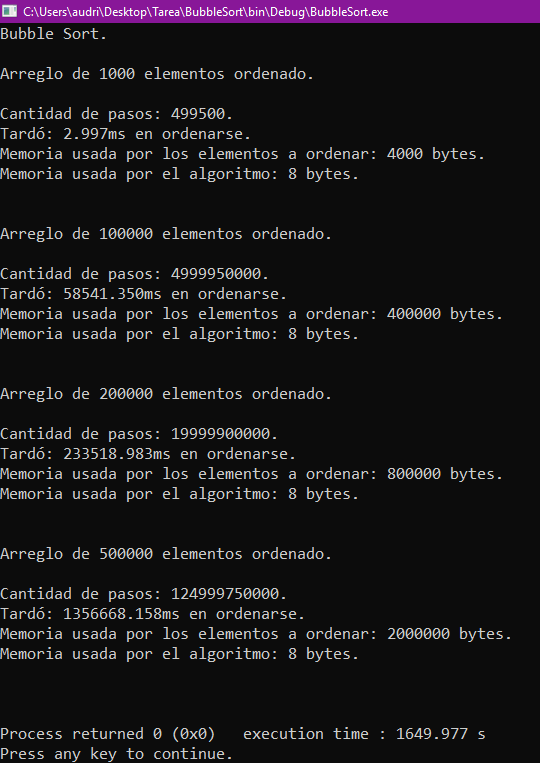 C:\Users\audri\Desktop\Tarea\BubbleSort\bin\Debug\BubbleSort.exe
Bubble Sort.
Arreglo de 1000 elementos ordenado.
Cantidad de pasos: 499500.
Tardó: 2.997ms en ordenarse.
Memoria usada por los elementos a ordenar: 4000 bytes.
Memoria usada por el algoritmo: 8 bytes.
Arreglo de 100000 elementos ordenado.
Cantidad de pasos: 4999950000.
Tardó: 58541.350ms en ordenarse.
Memoria usada por los elementos a ordenar: 400000 bytes.
Memoria usada por el algoritmo: 8 bytes.
Arreglo de 200000 elementos ordenado.
Cantidad de pasos: 19999900000.
Tardó: 233518.983ms en ordenarse.
Memoria usada por los elementos a ordenar: 800000 bytes.
Memoria usada por el algoritmo: 8 bytes.
Arreglo de 500000 elementos ordenado.
Cantidad de pasos: 124999750000.
Tardó: 1356668.158ms en ordenarse.
Memoria usada por los elementos a ordenar: 2000000 bytes.
Memoria usada por el algoritmo: 8 bytes.
Process returned 0 (0x0)   execution time : 1649.977 s
Press any key to continue.